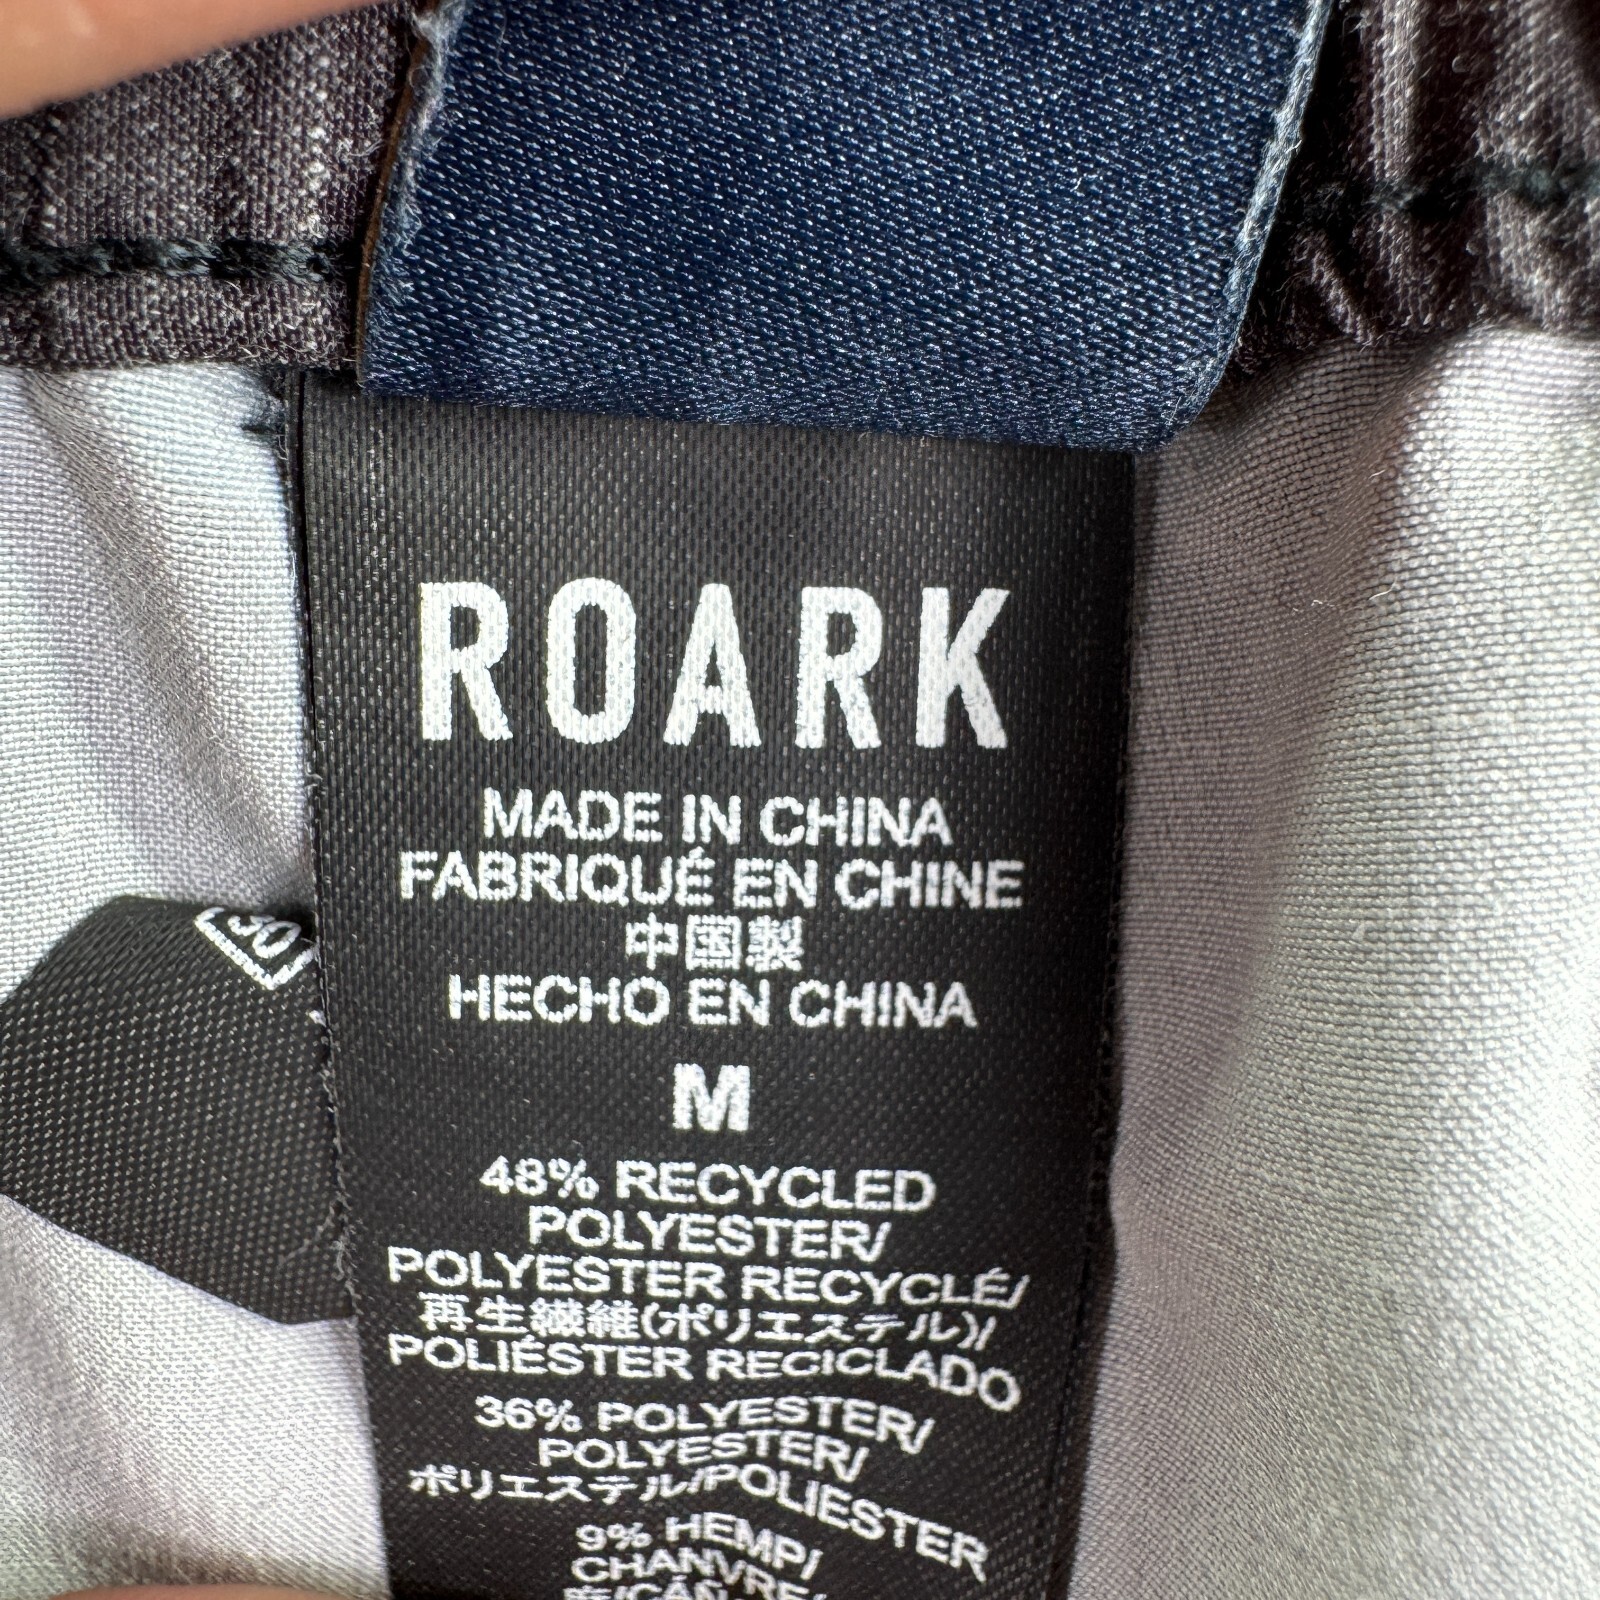 ROARK
MADE IN CHINA
FABRIQUÉ EN CHINE
中国製
HECHO EN CHINA
M
48% RECYCLED
POLYESTER/
POLYESTER RECYCLÉ/
再生繊維(ポリエステル)/
POLIÉSTER RECICLADO
36% POLYESTER/
POLYESTER/
ポリエステル/POLIESTER
9% HEMP/
CHANVRE/
30